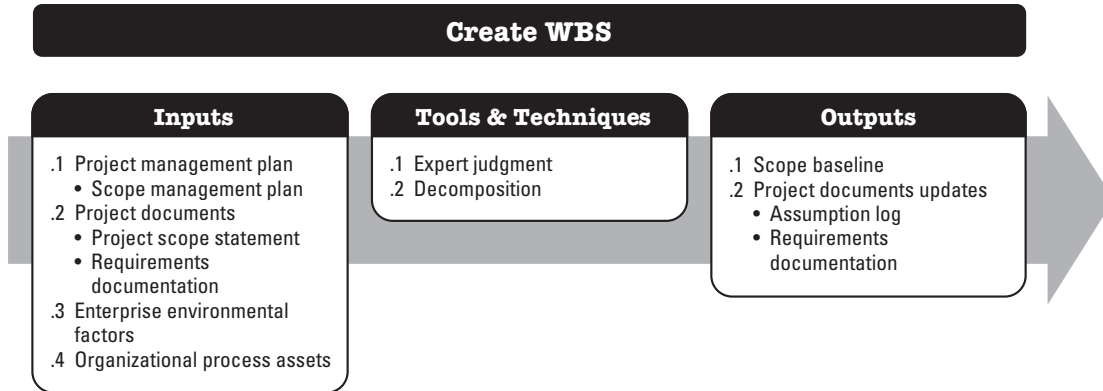 Create WBS
Inputs
.1 Project management plan
• Scope management plan
.2 Project documents
• Project scope statement
• Requirements
documentation
.3 Enterprise environmental
factors
.4 Organizational process assets
Tools & Techniques
.1 Expert judgment
.2 Decomposition
Outputs
.1 Scope baseline
.2 Project documents updates
• Assumption log
• Requirements
documentation